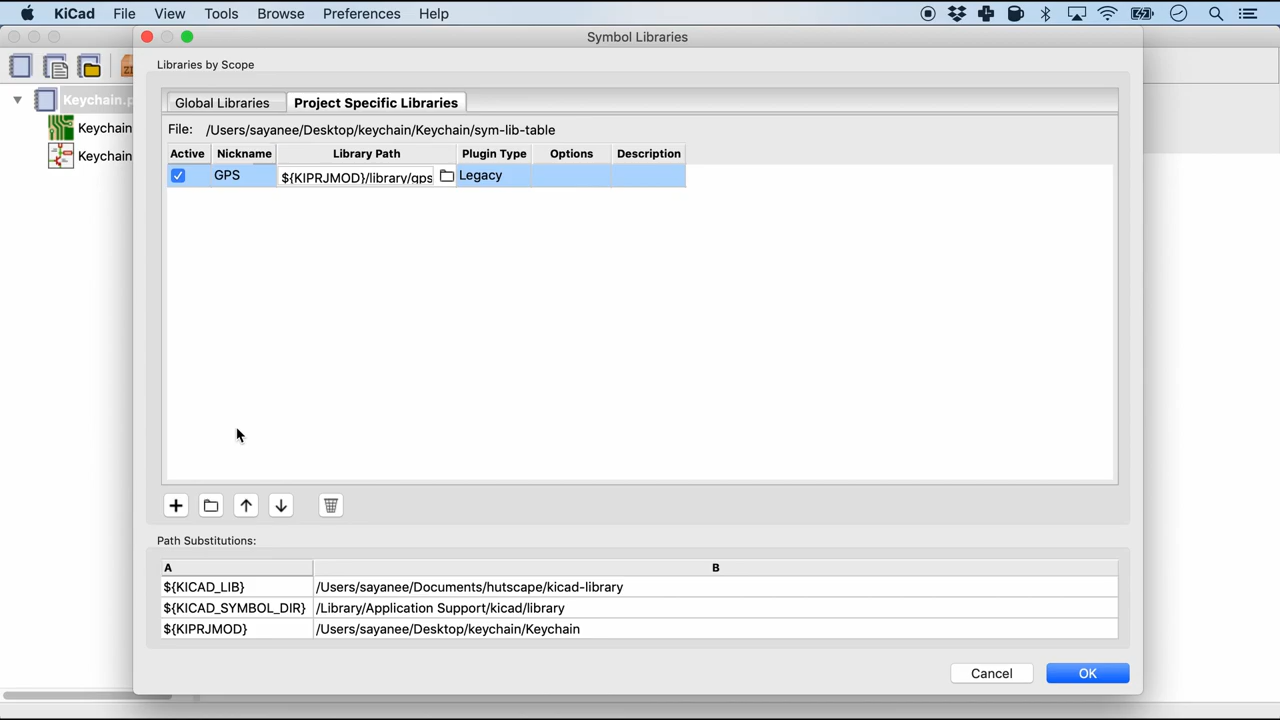 KiCad File View Tools Browse Preferences Help
Symbol Libraries
Libraries by Scope
Global Libraries Project Specific Libraries
Keychain.p
File: /Users/sayanee/Desktop/keychain/Keychain/sym-lib-table
Keychain
Active Nickname Library Path Plugin Type Options Description
Keychain
GPS ${KIPRJMOD}/library/gps Legacy
Path Substitutions:
A B
${KICAD_LIB} /Users/sayanee/Documents/hutscape/kicad-library
${KICAD_SYMBOL_DIR} /Library/Application Support/kicad/library
${KIPRJMOD} /Users/sayanee/Desktop/keychain/Keychain
Cancel OK